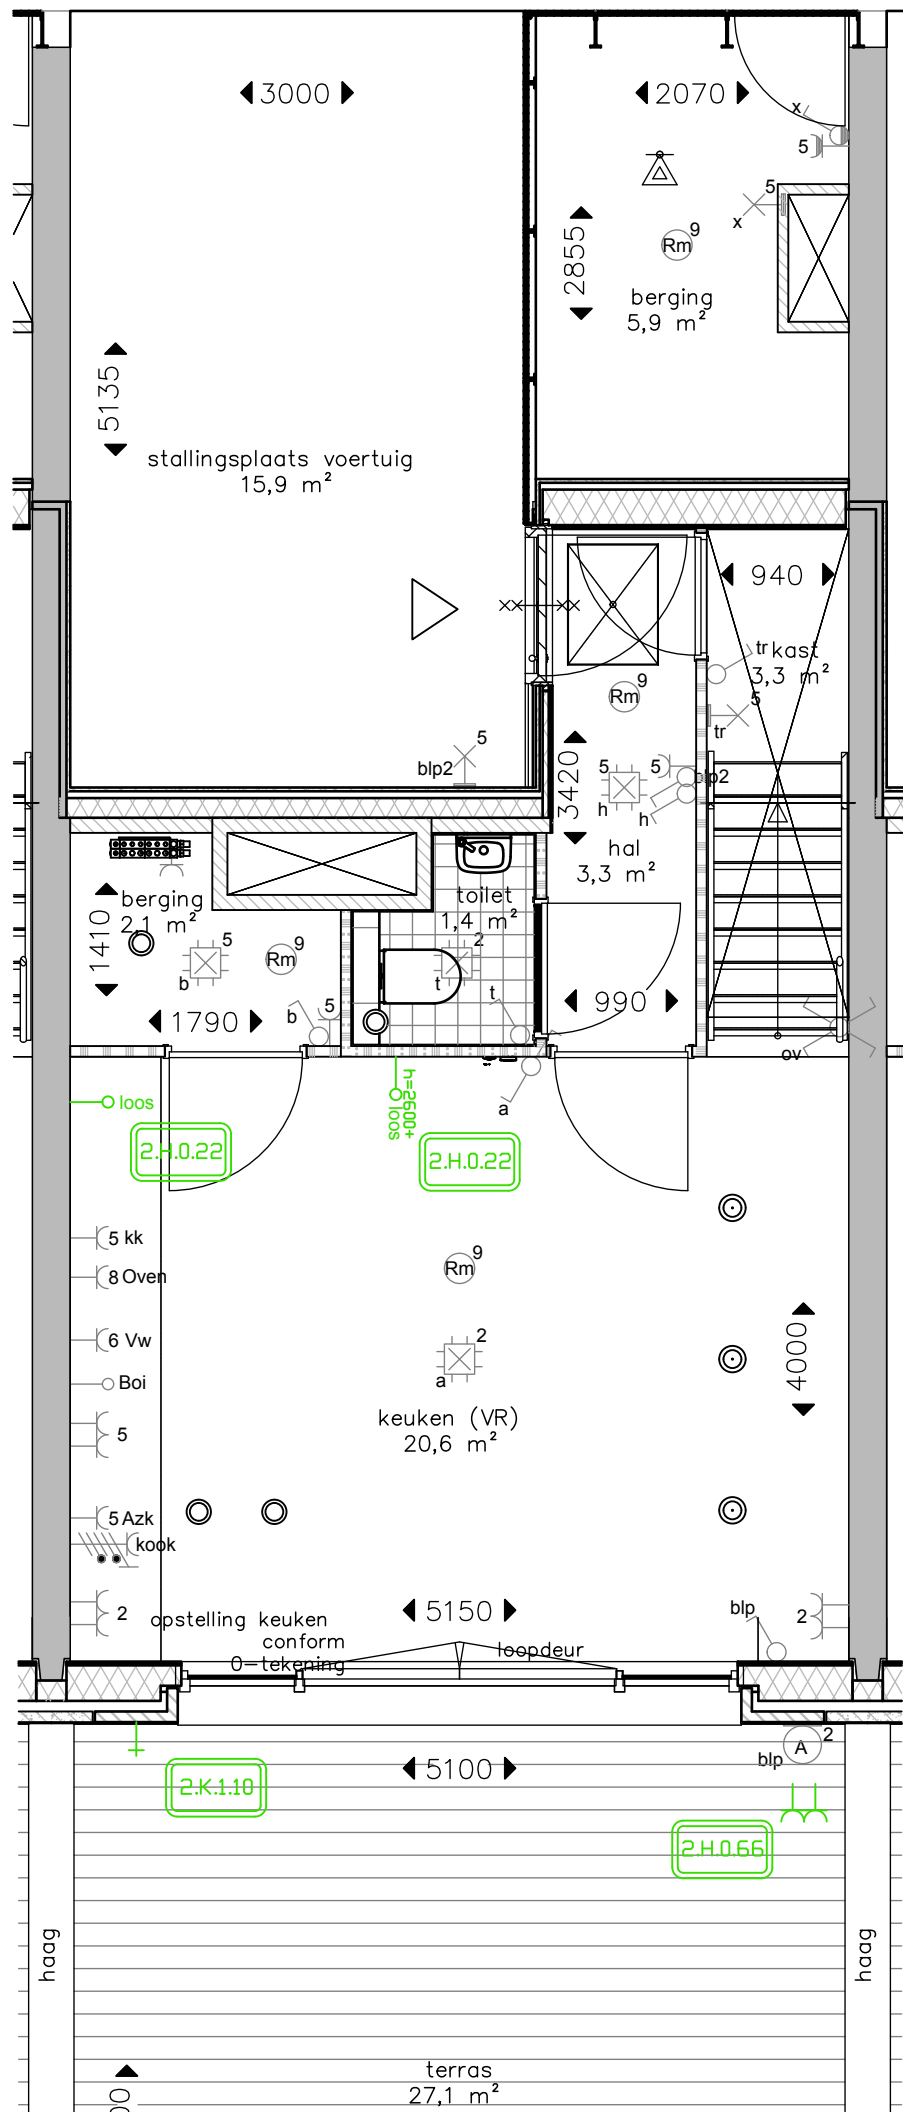 3000
2070
x
5
5
x
Rm 9
2855
berging
5,9 m²
5135
stallingsplaats voertuig
15,9 m²
940
tr
kast
3,3 m²
5
tr
Rm 9
5
blp2
3420
5
h
5
blp2
h
hal
3,3 m²
berging
2,1 m²
toilet
1,4 m²
1410
5
b
Rm 9
2
t
t
5
b
1790
990
ov
a
loos
h=2600+
loos
2.H.0.22
2.H.0.22
5 kk
8 Oven
6 Vw
Boi
5
5 Azk
kook
2
Rm 9
2
a
keuken (VR)
20,6 m²
4000
5150
blp
2
opstelling keuken
conform
0-tekening
loopdeur
5100
A 2
blp
2.K.1.10
2.H.0.66
haag
haag
terras
27,1 m²